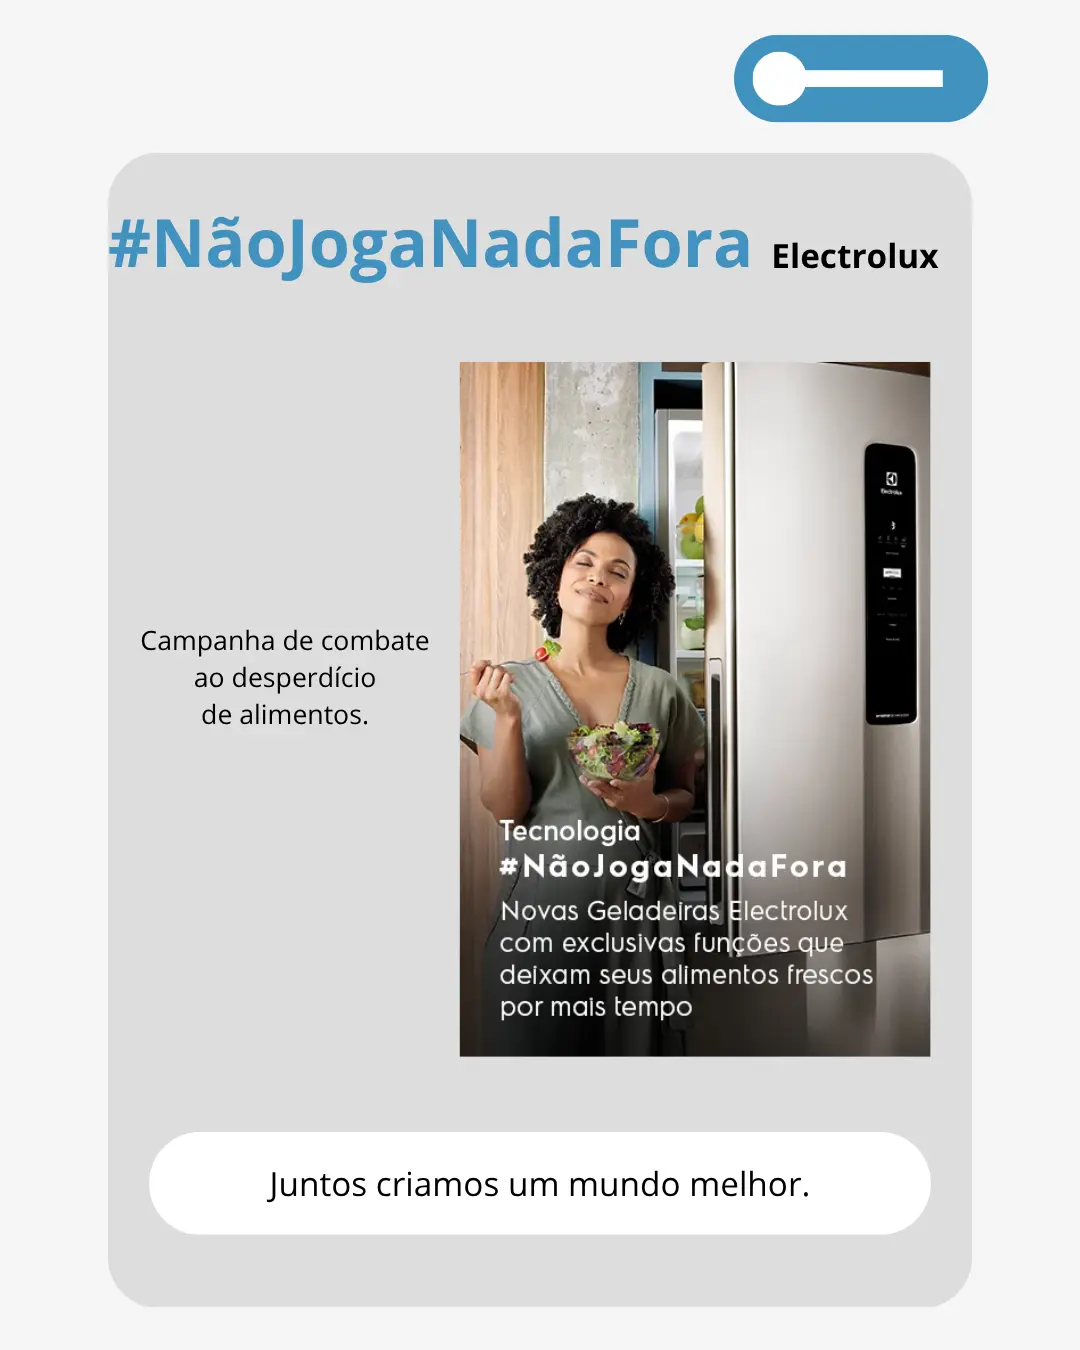 #NãoJogaNadaFora Electrolux
Electrolux
Campanha de combate
ao desperdício
de alimentos.
Tecnologia
#NãoJogaNadaFora
Novas Geladeiras Electrolux
com exclusivas funções que
deixam seus alimentos frescos
por mais tempo
Juntos criamos um mundo melhor.